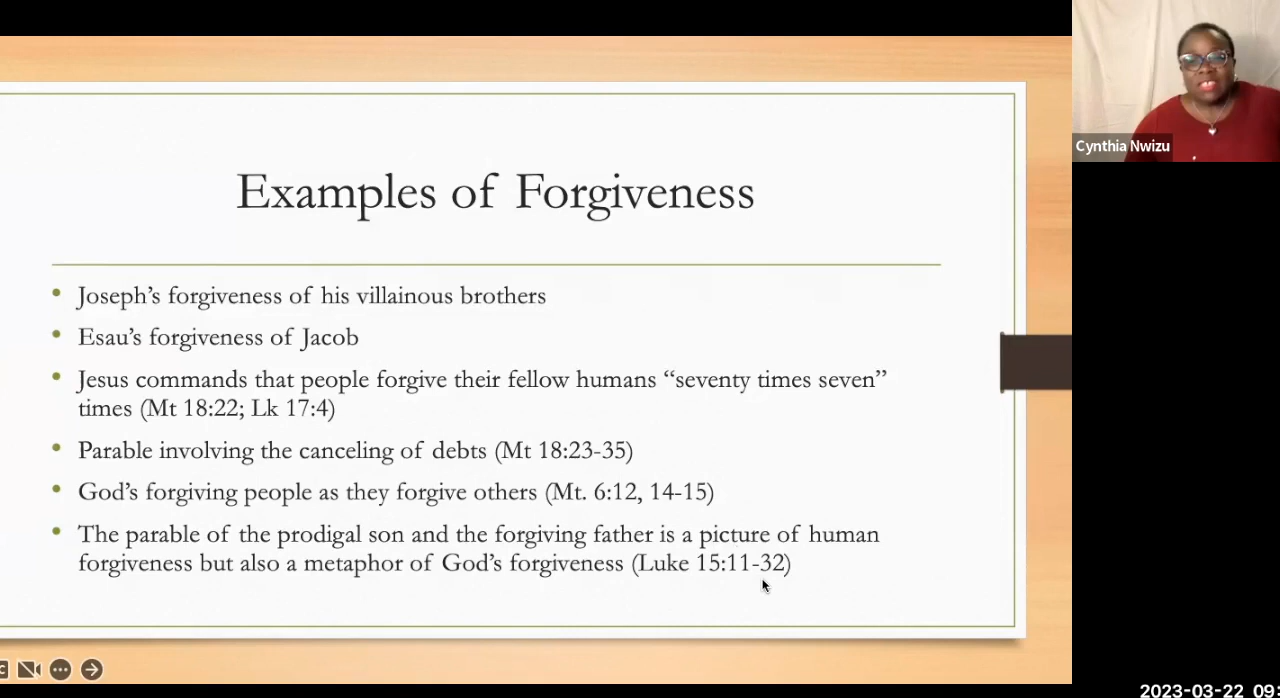 Examples of Forgiveness
Joseph’s forgiveness of his villainous brothers
Esau’s forgiveness of Jacob
Jesus commands that people forgive their fellow humans “seventy times seven”
times (Mt 18:22; Lk 17:4)
Parable involving the canceling of debts (Mt 18:23-35)
God’s forgiving people as they forgive others (Mt. 6:12, 14-15)
The parable of the prodigal son and the forgiving father is a picture of human
forgiveness but also a metaphor of God’s forgiveness (Luke 15:11-32)
Cynthia Nwizu
2023-03-22 09: